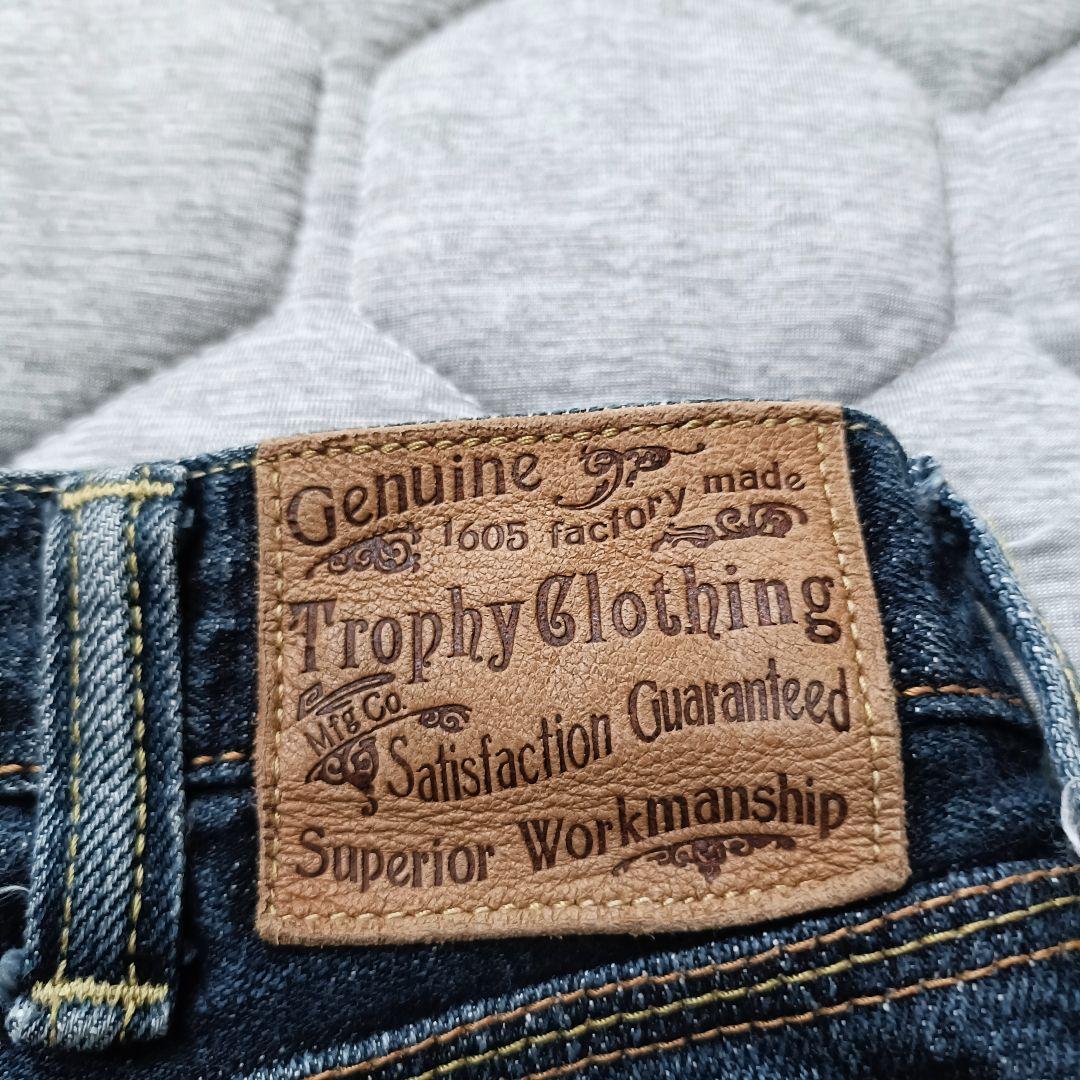 Genuine
1605 factory made
Trophy Clothing
Mfg Co.
Satisfaction Guaranteed
Superior Workmanship